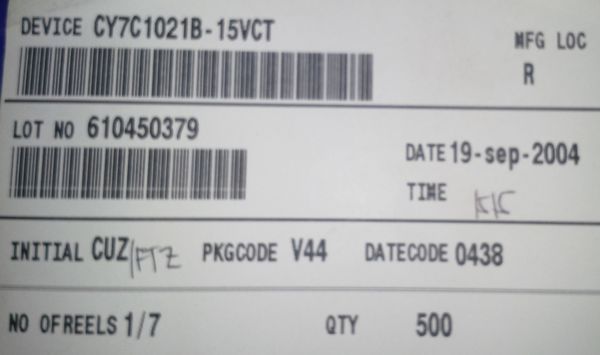 DEVICE CY7C1021B-15VCT
MFG LOC
R
LOT NO 610450379
DATE 19-sep-2004
TIME
INITIAL CUZ/FTZ PKGCODE V44 DATECODE 0438
NO OFREELS 1/7 QTY 500